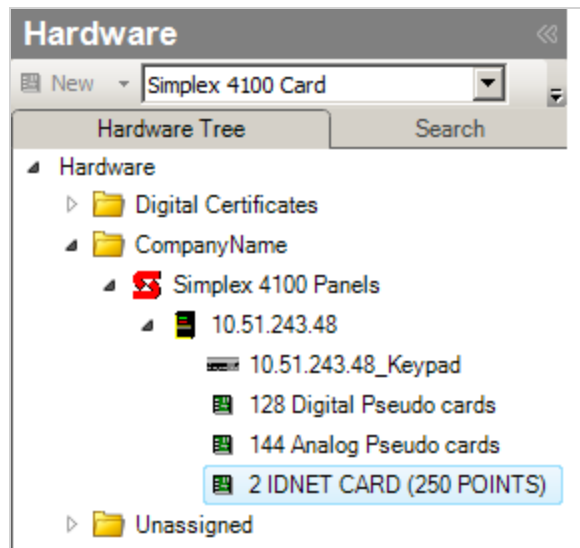 Hardware
New Simplex 4100 Card
Hardware Tree Search
Hardware
Digital Certificates
CompanyName
Simplex 4100 Panels
10.51.243.48
10.51.243.48_Keypad
128 Digital Pseudo cards
144 Analog Pseudo cards
2 IDNET CARD (250 POINTS)
Unassigned